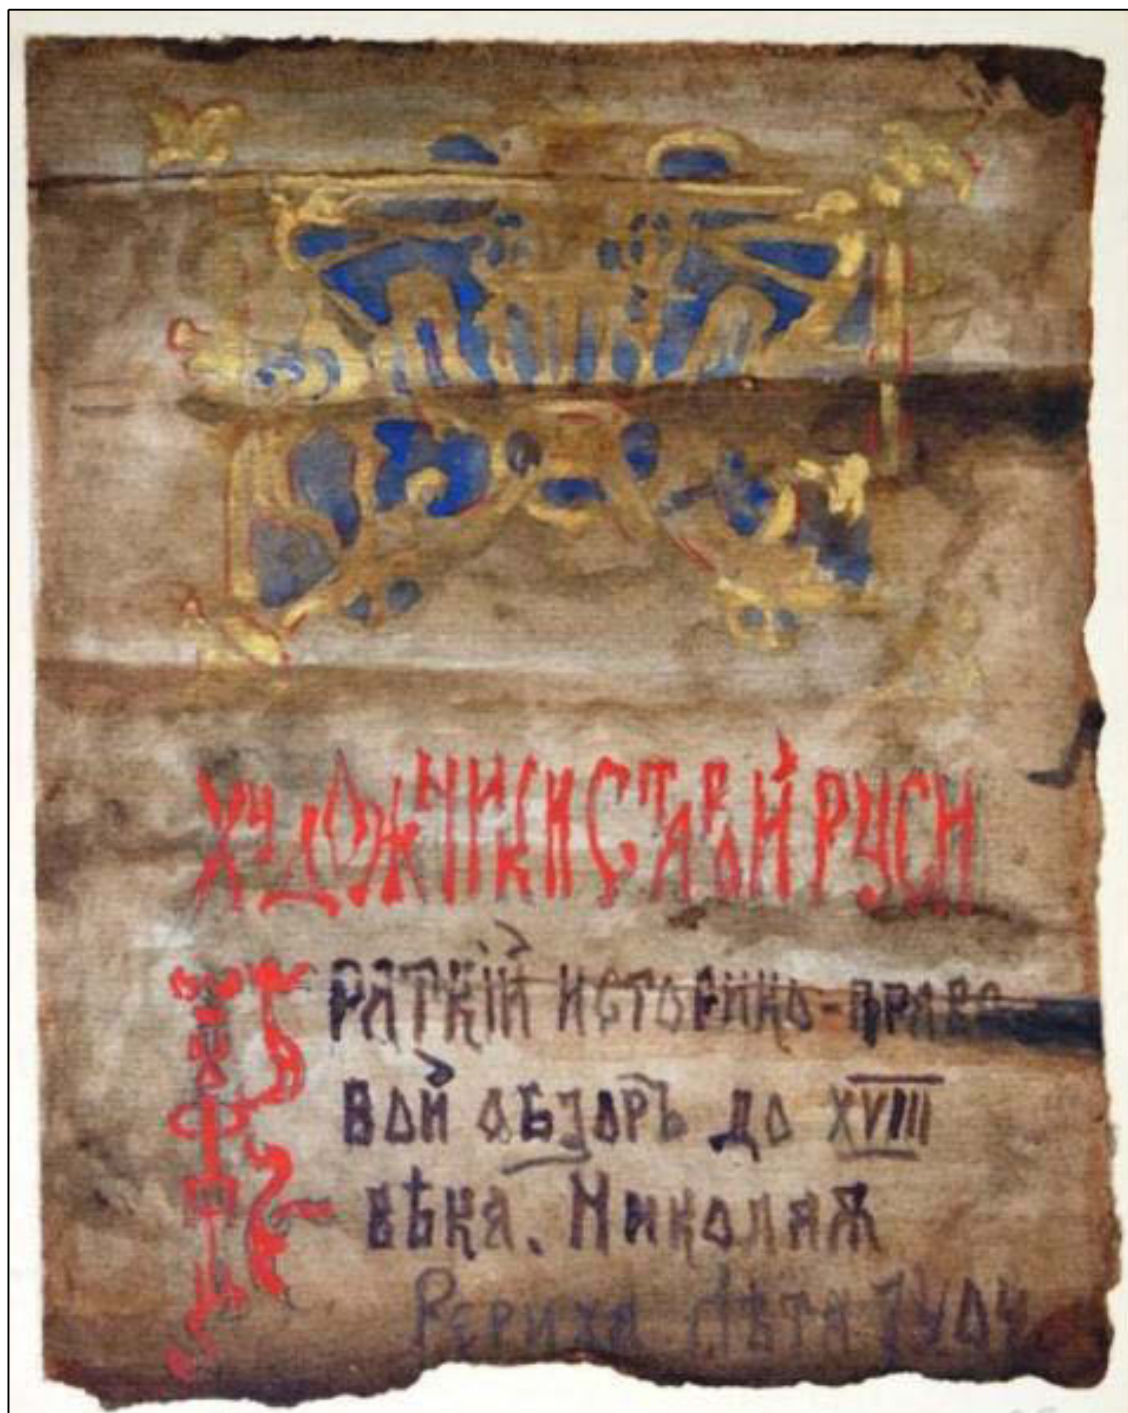 ХУДОЖНИКИ СТАРОЙ РУСИ
КРАТКІЙ ИСТОРИКО-ПРАВО
ВОЙ ОБЗОРЪ ДО XVIII
ВѢКА. НИКОЛАЯ
РЕРИХА ЛѢТА